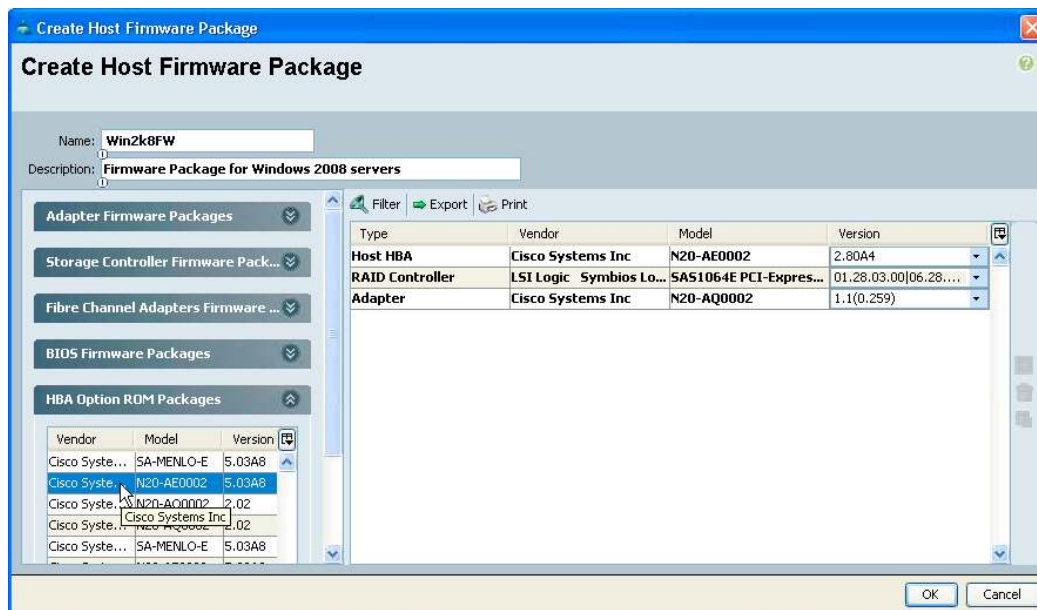 Create Host Firmware Package
Create Host Firmware Package
Name: Win2k8FW
Description: Firmware Package for Windows 2008 servers
Adapter Firmware Packages
Storage Controller Firmware Pack...
Fibre Channel Adapters Firmware ...
BIOS Firmware Packages
HBA Option ROM Packages
Vendor Model Version
Cisco Syste... SA-MENLO-E 5.03A8
Cisco Syste... N20-AE0002 5.03A8
Cisco Syste... N20-AQ0002 2.02
Cisco Systems Inc
Cisco Syste... 2.02
Cisco Syste... SA-MENLO-E 5.03A8
Filter Export Print
Type Vendor Model Version
Host HBA Cisco Systems Inc N20-AE0002 2.80A4
RAID Controller LSI Logic Symbios Lo... SAS1064E PCI-Expres... 01.28.03.00|06.28....
Adapter Cisco Systems Inc N20-AQ0002 1.1(0.259)
OK Cancel